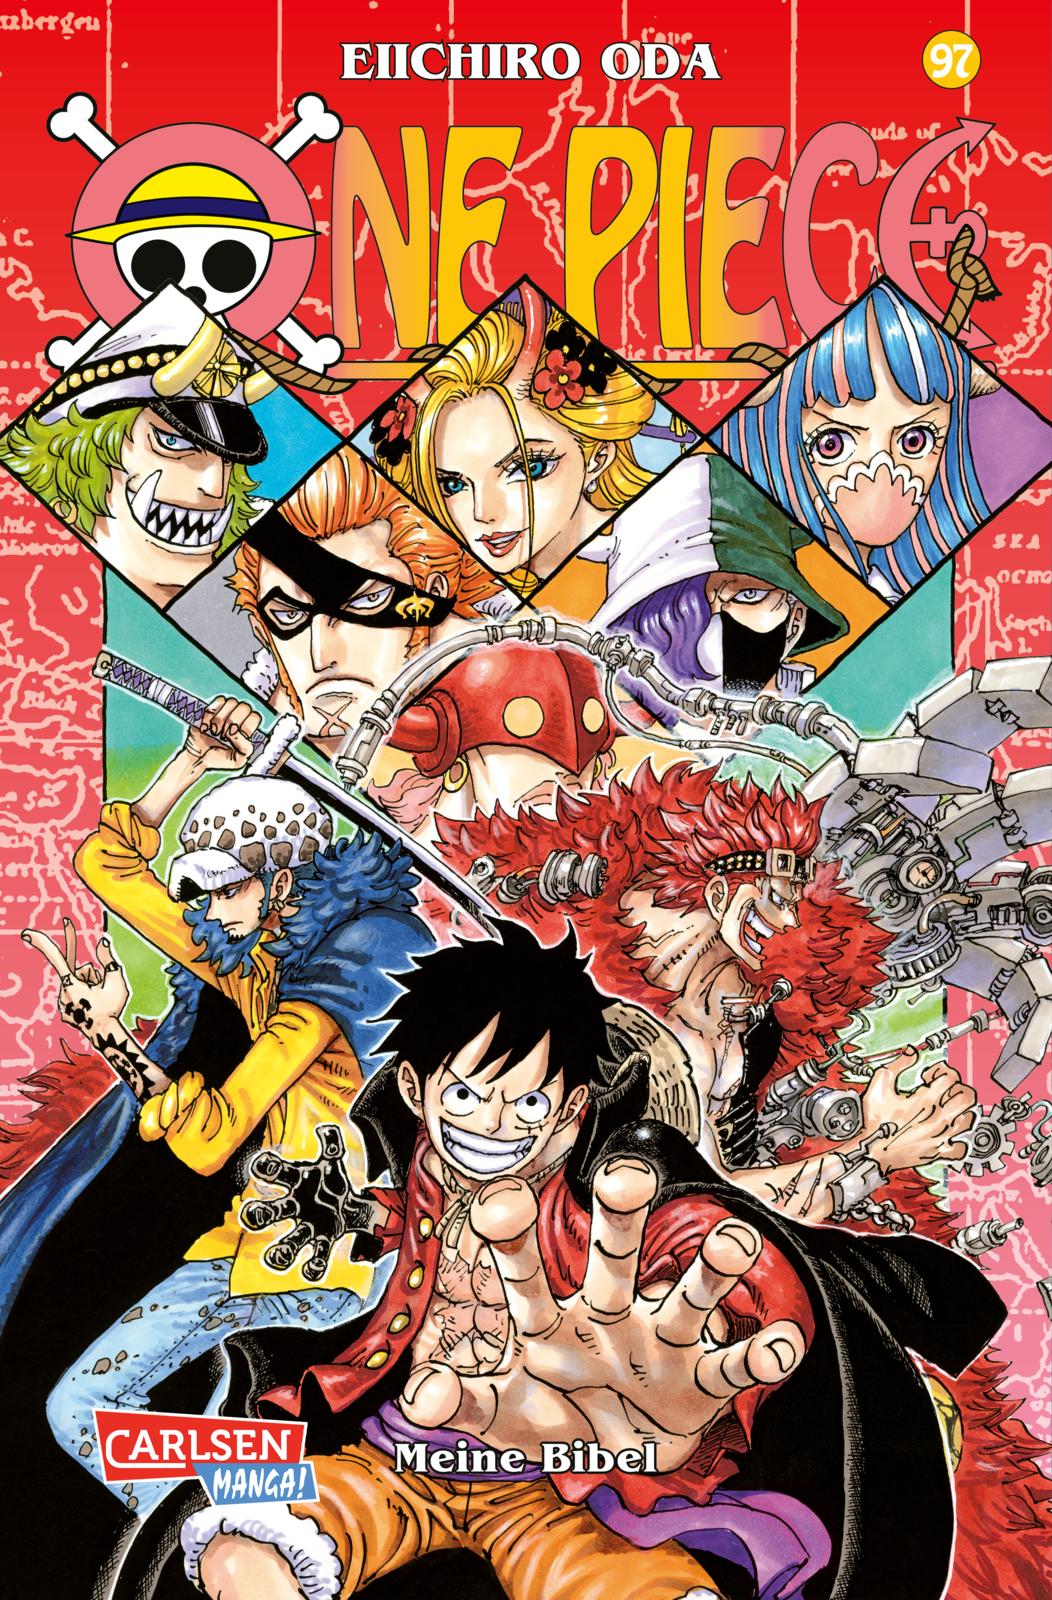 EIICHIRO ODA
97
ONE PIECE
Meine Bibel
CARLSEN
MANGA!